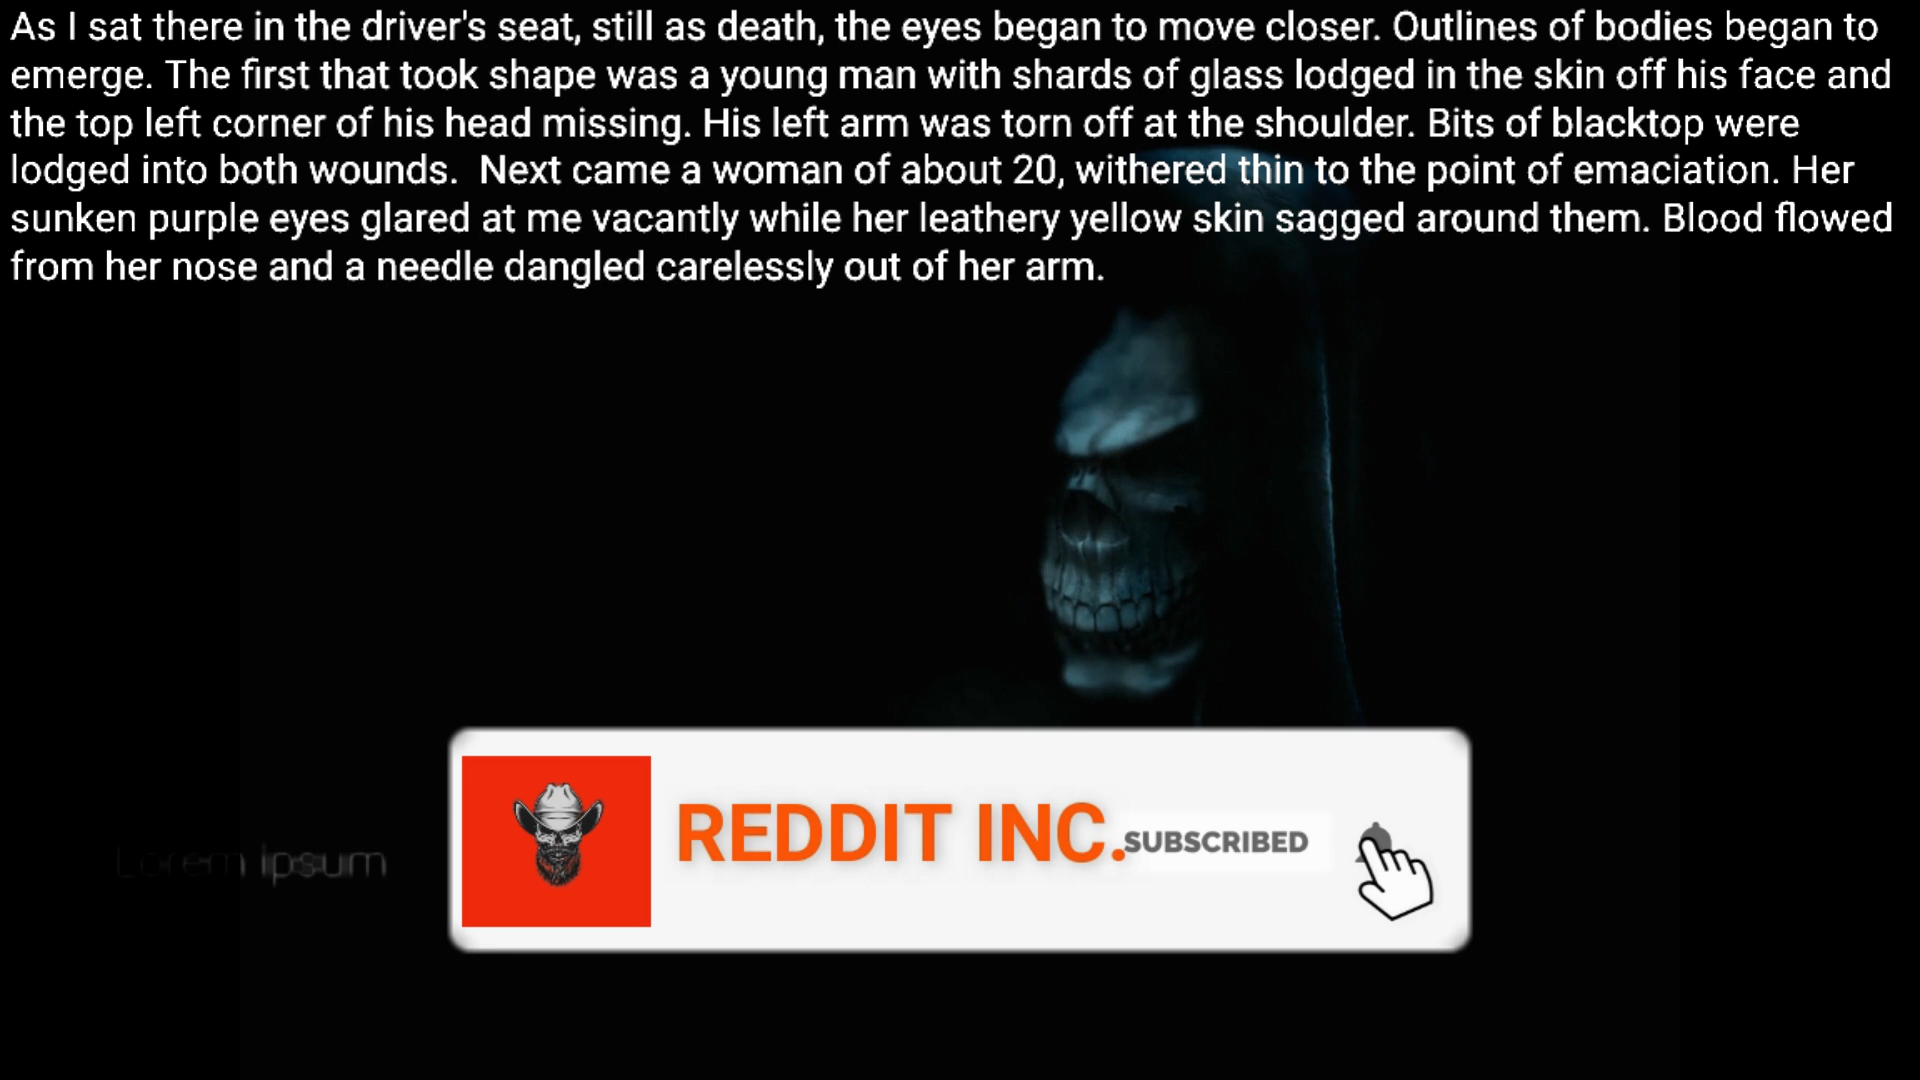 As I sat there in the driver's seat, still as death, the eyes began to move closer. Outlines of bodies began to
emerge. The first that took shape was a young man with shards of glass lodged in the skin off his face and
the top left corner of his head missing. His left arm was torn off at the shoulder. Bits of blacktop were
lodged into both wounds.  Next came a woman of about 20, withered thin to the point of emaciation. Her
sunken purple eyes glared at me vacantly while her leathery yellow skin sagged around them. Blood flowed
from her nose and a needle dangled carelessly out of her arm.
REDDIT INC. SUBSCRIBED
Lorem ipsum